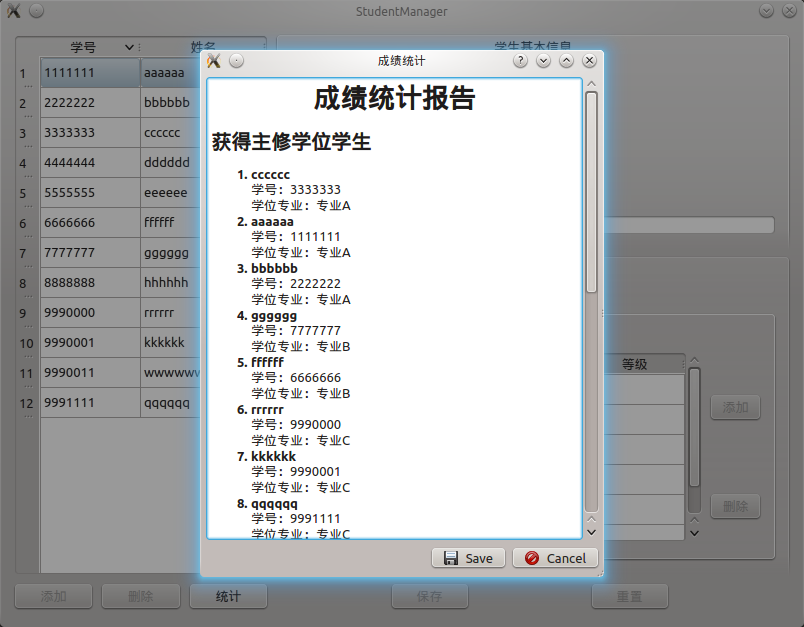 StudentManager
学号 姓名 学生基本信息
1 1111111 aaaaaa
2 2222222 bbbbbb
3 3333333 cccccc
4 4444444 dddddd
5 5555555 eeeeee
6 6666666 ffffff
7 7777777 gggggg
8 8888888 hhhhhh
9 9990000 rrrrrr
10 9990001 kkkkkk
11 9990011
12 9991111 qqqqqq
成绩统计
成绩统计报告
获得主修学位学生
1. cccccc
学号：3333333
学位专业：专业A
2. aaaaaa
学号：1111111
学位专业：专业A
3. bbbbbb
学号：2222222
学位专业：专业A
4. gggggg
学号：7777777
学位专业：专业B
5. ffffff
学号：6666666
学位专业：专业B
6. rrrrrr
学号：9990000
学位专业：专业C
7. kkkkkk
学号：9990001
学位专业：专业C
8. qqqqqq
学号：9991111
学位专业：专业C
Save Cancel
等级
添加
删除
添加 删除 统计 保存 重置